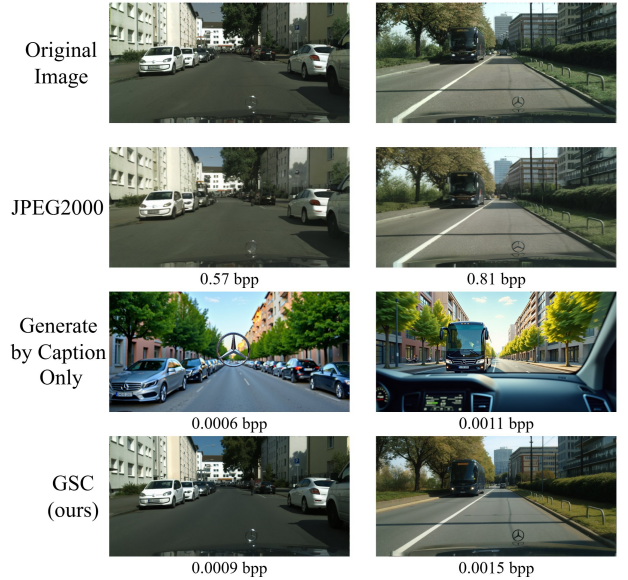 Original
Image
JPEG2000
0.57 bpp
0.81 bpp
Generate
by Caption
Only
0.0006 bpp
0.0011 bpp
GSC
(ours)
0.0009 bpp
0.0015 bpp